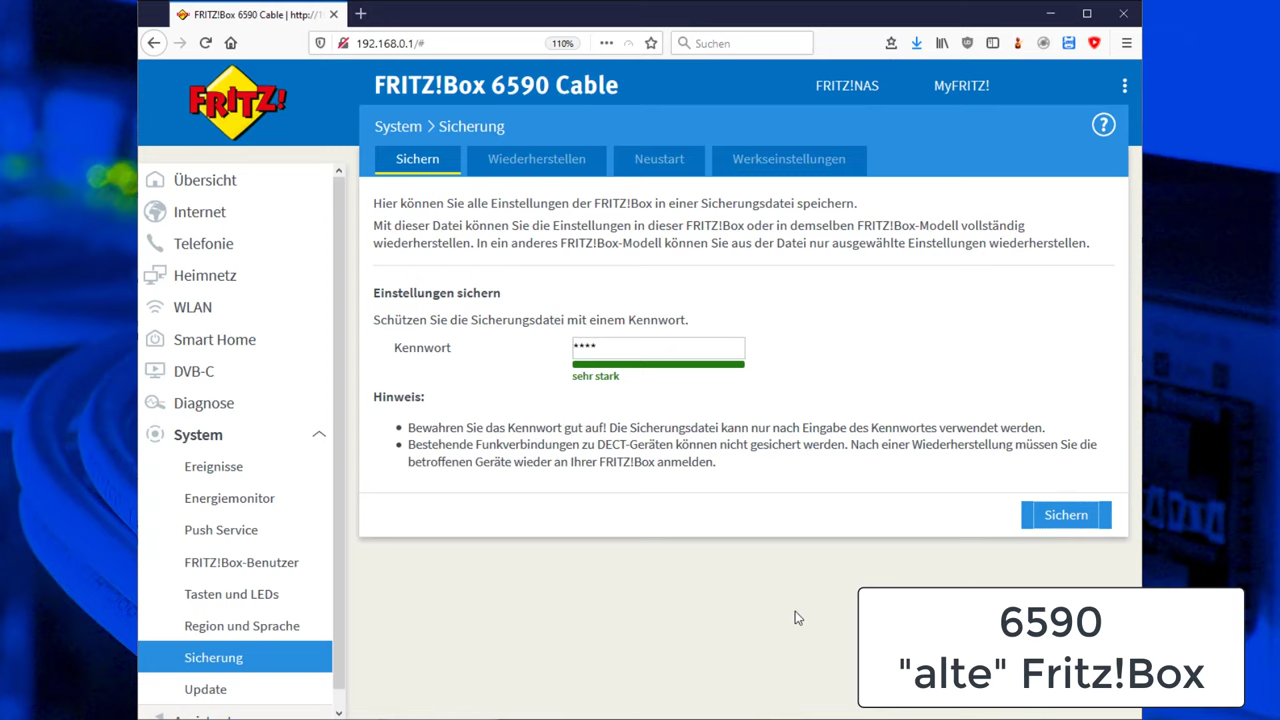 FRITZ!Box 6590 Cable | http://1
192.168.0.1/#
110%
Suchen
FRITZ!
FRITZ!Box 6590 Cable
FRITZ!NAS
MyFRITZ!
System > Sicherung
Sichern
Wiederherstellen
Neustart
Werkseinstellungen
Übersicht
Internet
Telefonie
Heimnetz
WLAN
Smart Home
DVB-C
Diagnose
System
Ereignisse
Energiemonitor
Push Service
FRITZ!Box-Benutzer
Tasten und LEDs
Region und Sprache
Sicherung
Update
Hier können Sie alle Einstellungen der FRITZ!Box in einer Sicherungsdatei speichern.
Mit dieser Datei können Sie die Einstellungen in dieser FRITZ!Box oder in demselben FRITZ!Box-Modell vollständig
wiederherstellen. In ein anderes FRITZ!Box-Modell können Sie aus der Datei nur ausgewählte Einstellungen wiederherstellen.
Einstellungen sichern
Schützen Sie die Sicherungsdatei mit einem Kennwort.
Kennwort
****
sehr stark
Hinweis:
• Bewahren Sie das Kennwort gut auf! Die Sicherungsdatei kann nur nach Eingabe des Kennwortes verwendet werden.
• Bestehende Funkverbindungen zu DECT-Geräten können nicht gesichert werden. Nach einer Wiederherstellung müssen Sie die
betroffenen Geräte wieder an Ihrer FRITZ!Box anmelden.
Sichern
6590
"alte" Fritz!Box